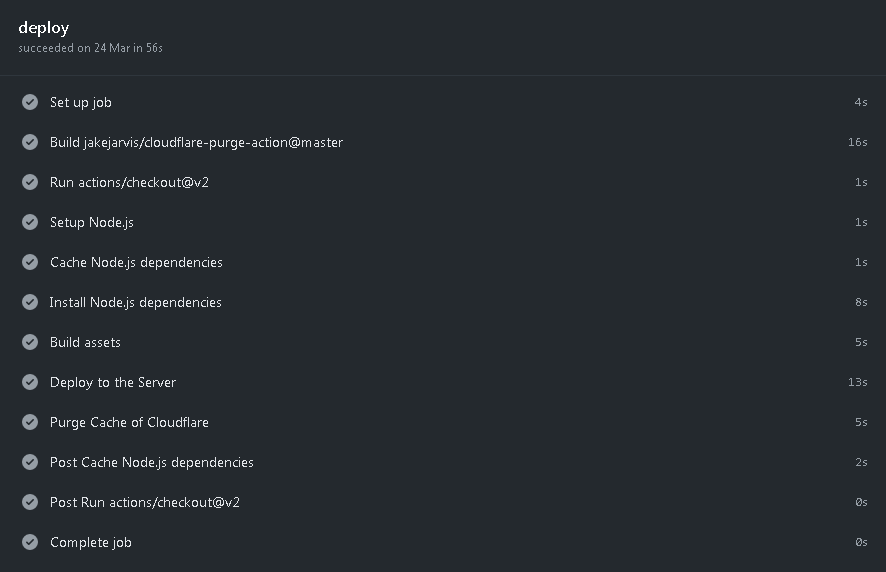 deploy
succeeded on 24 Mar in 56s
Set up job 4s
Build jakejarvis/cloudflare-purge-action@master 16s
Run actions/checkout@v2 1s
Setup Node.js 1s
Cache Node.js dependencies 1s
Install Node.js dependencies 8s
Build assets 5s
Deploy to the Server 13s
Purge Cache of Cloudflare 5s
Post Cache Node.js dependencies 2s
Post Run actions/checkout@v2 0s
Complete job 0s